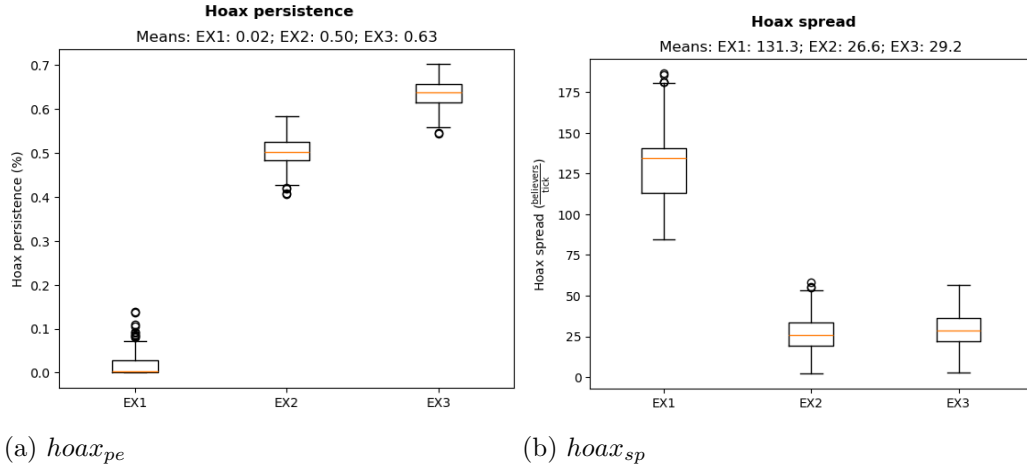 Hoax persistence
Means: EX1: 0.02; EX2: 0.50; EX3: 0.63
Hoax persistence (%)
0.7
0.6
0.5
0.4
0.3
0.2
0.1
0.0
EX1 EX2 EX3
(a) hoax_pe
Hoax spread
Means: EX1: 131.3; EX2: 26.6; EX3: 29.2
Hoax spread (believers/tick)
175
150
125
100
75
50
25
0
EX1 EX2 EX3
(b) hoax_sp